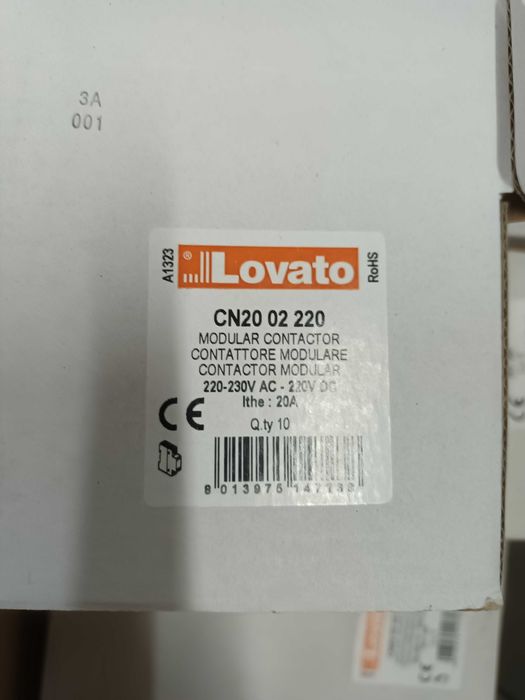 3A
001
A1323
Lovato
RoHS
CN20 02 220
MODULAR CONTACTOR
CONTATTORE MODULARE
CONTACTOR MODULAR
220-230V AC - 220V DC
Ithe : 20A
CE
Q.ty 10
8 013975
Lovato